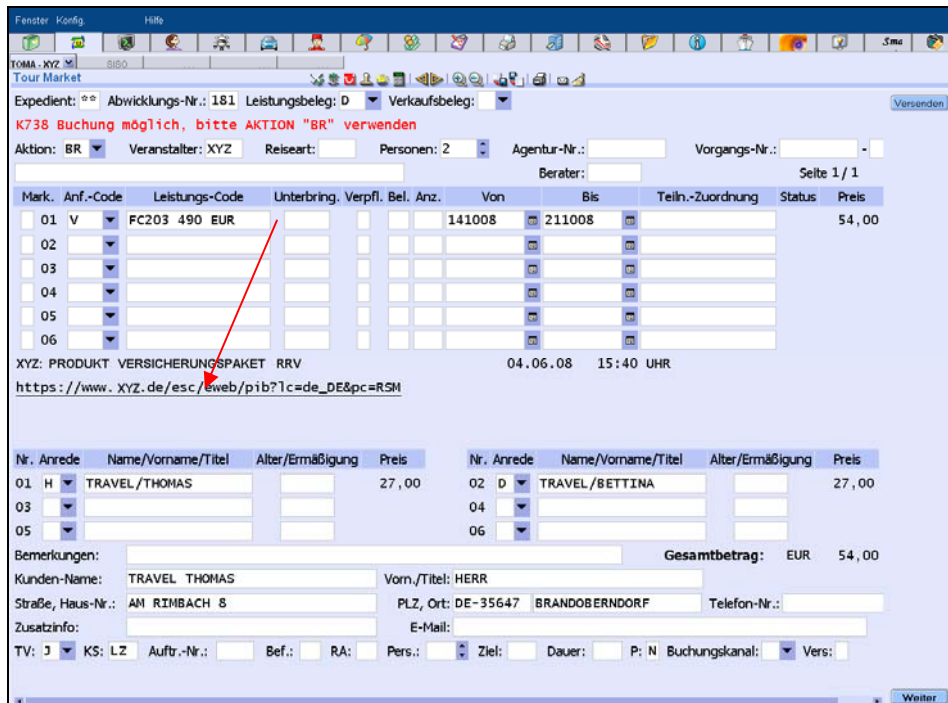 Fenster Konfig. Hilfe
Sma
TOMA - XYZ SISO
Tour Market
Expedient: ** Abwicklungs-Nr.: 181 Leistungsbeleg: D Verkaufsbeleg:
Versenden
K738 Buchung möglich, bitte AKTION "BR" verwenden
Aktion: BR Veranstalter: XYZ Reiseart: Personen: 2 Agentur-Nr.: Vorgangs-Nr.: -
Berater: Seite 1 / 1
Mark. Anf.-Code Leistungs-Code Unterbring. Verpfl. Bel. Anz. Von Bis Teiln.-Zuordnung Status Preis
01 V FC203 490 EUR 141008 211008 54,00
02
03
04
05
06
XYZ: PRODUKT VERSICHERUNGSPAKET RRV 04.06.08 15:40 UHR
https://www.XYZ.de/esc/eweb/pib?lc=de_DE&pc=RSM
Nr. Anrede Name/Vorname/Titel Alter/Ermäßigung Preis Nr. Anrede Name/Vorname/Titel Alter/Ermäßigung Preis
01 H TRAVEL/THOMAS 27,00 02 D TRAVEL/BETTINA 27,00
03 04
05 06
Bemerkungen: Gesamtbetrag: EUR 54,00
Kunden-Name: TRAVEL THOMAS Vorn./Titel: HERR
Straße, Haus-Nr.: AM RIMBACH 8 PLZ, Ort: DE-35647 BRANDOBERNDORF Telefon-Nr.:
Zusatzinfo: E-Mail:
TV: J KS: LZ Auftr.-Nr.: Bef.: RA: Pers.: Ziel: Dauer: P: N Buchungskanal: Vers:
Weiter